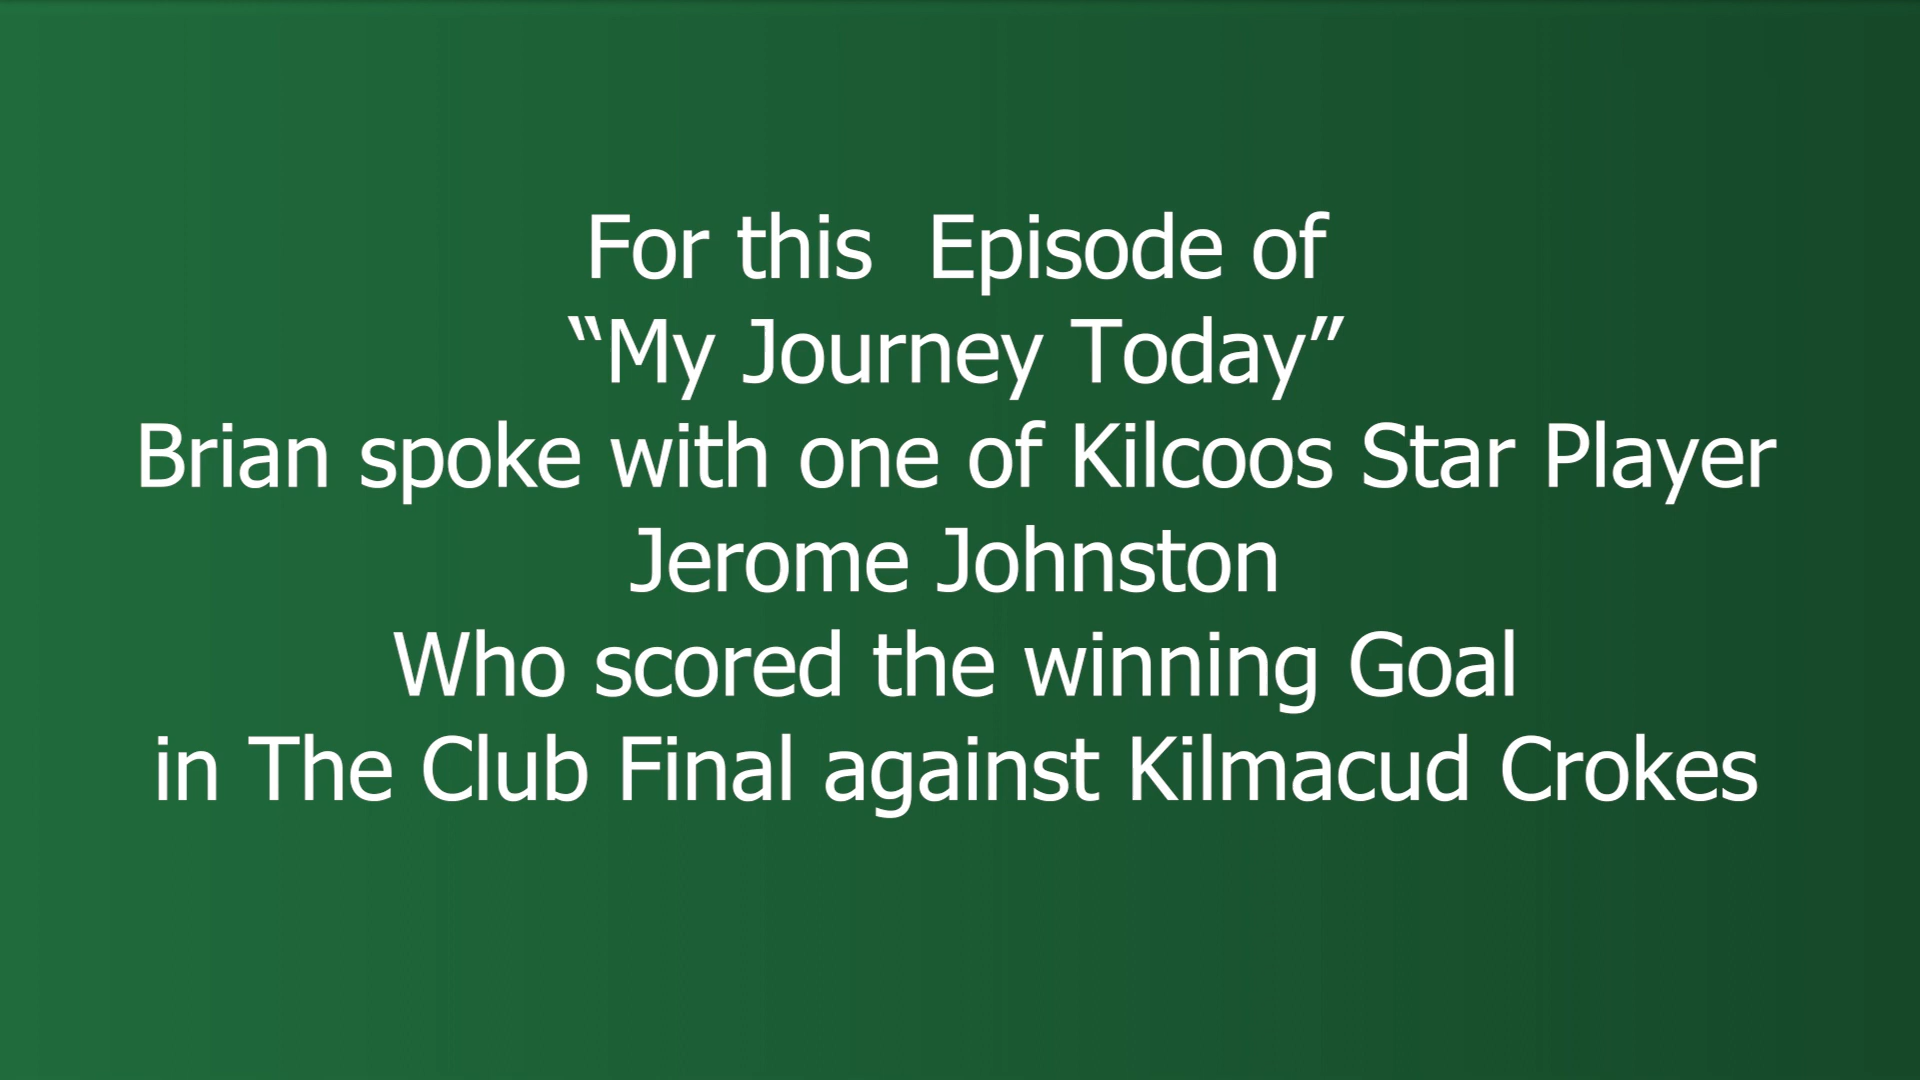 For this  Episode of
“My Journey Today”
Brian spoke with one of Kilcoos Star Player
Jerome Johnston
Who scored the winning Goal
in The Club Final against Kilmacud Crokes